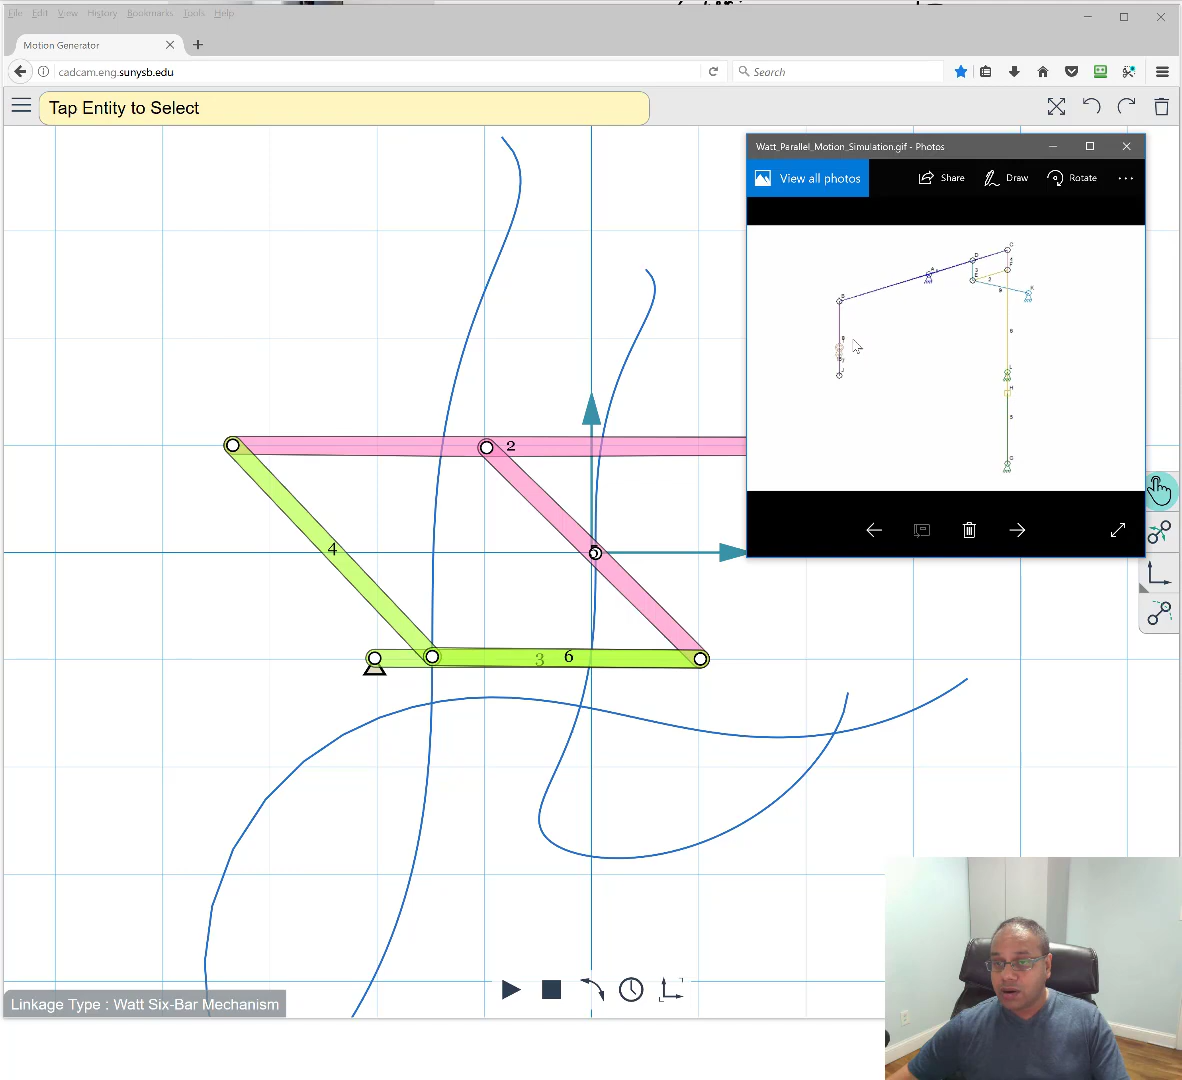 File Edit View History Bookmarks Tools Help
Motion Generator
cadcam.eng.sunysb.edu
Search
Tap Entity to Select
Watt_Parallel_Motion_Simulation.gif - Photos
View all photos
Share
Draw
Rotate
2
4
5
3
6
Linkage Type : Watt Six-Bar Mechanism